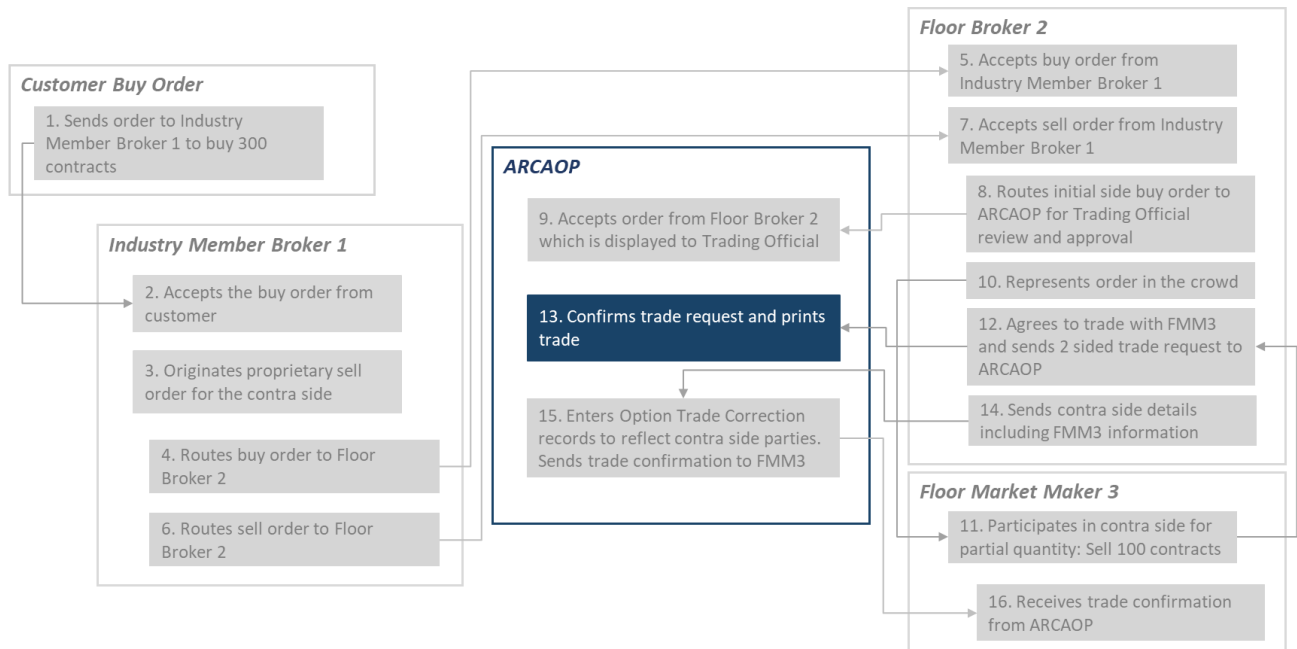 Customer Buy Order
1. Sends order to Industry
Member Broker 1 to buy 300
contracts
Industry Member Broker 1
2. Accepts the buy order from
customer
3. Originates proprietary sell
order for the contra side
4. Routes buy order to Floor
Broker 2
6. Routes sell order to Floor
Broker 2
ARCAOP
9. Accepts order from Floor Broker 2
which is displayed to Trading Official
13. Confirms trade request and prints
trade
15. Enters Option Trade Correction
records to reflect contra side parties.
Sends trade confirmation to FMM3
Floor Broker 2
5. Accepts buy order from
Industry Member Broker 1
7. Accepts sell order from Industry
Member Broker 1
8. Routes initial side buy order to
ARCAOP for Trading Official
review and approval
10. Represents order in the crowd
12. Agrees to trade with FMM3
and sends 2 sided trade request to
ARCAOP
14. Sends contra side details
including FMM3 information
Floor Market Maker 3
11. Participates in contra side for
partial quantity: Sell 100 contracts
16. Receives trade confirmation
from ARCAOP